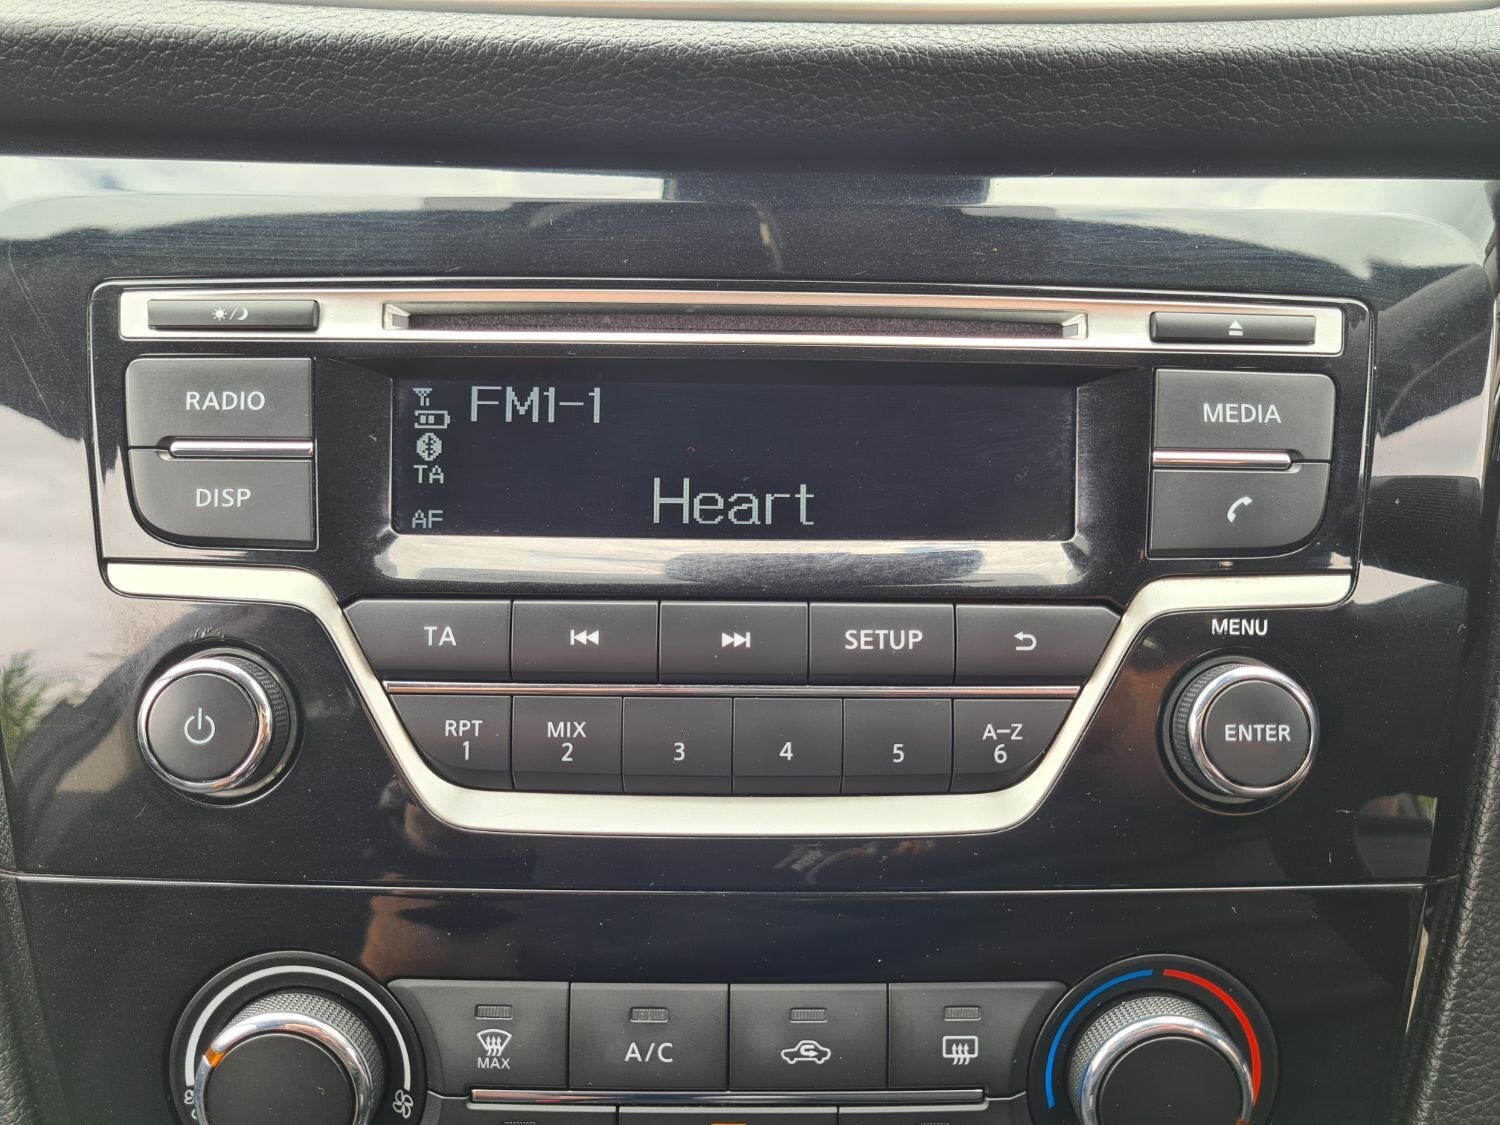 RADIO
DISP
FM1-1
TA
AF
Heart
MEDIA
TA
SETUP
MENU
RPT
1
MIX
2
3
4
5
A-Z
6
ENTER
MAX
A/C